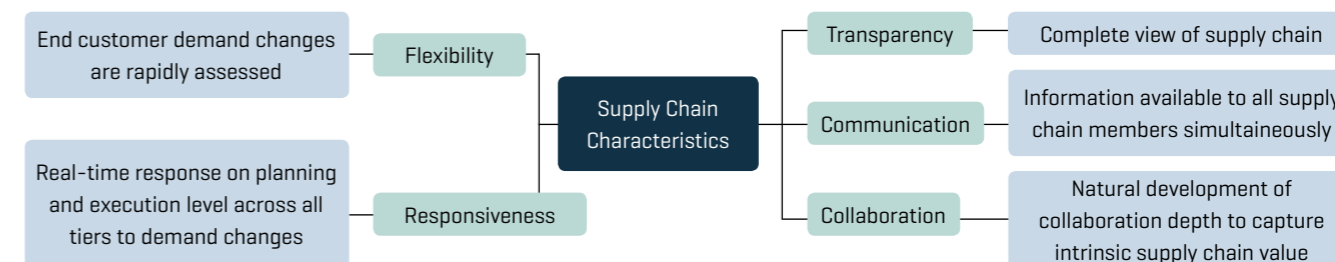 End customer demand changes
are rapidly assessed
Flexibility
Real-time response on planning
and execution level across all
tiers to demand changes
Responsiveness
Supply Chain
Characteristics
Transparency
Complete view of supply chain
Communication
Information available to all supply
chain members simultaineously
Collaboration
Natural development of
collaboration depth to capture
intrinsic supply chain value